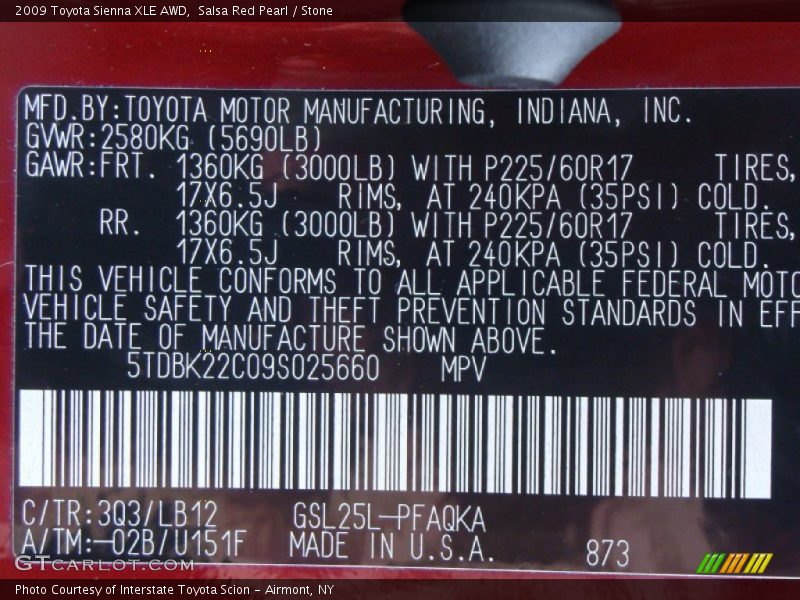 2009 Toyota Sienna XLE AWD,  Salsa Red Pearl / Stone
MFD.BY:TOYOTA MOTOR MANUFACTURING, INDIANA, INC.
GVWR:2580KG (5690LB)
GAWR:FRT. 1360KG (3000LB) WITH P225/60R17 TIRES,
17X6.5J RIMS, AT 240KPA (35PSI) COLD.
RR. 1360KG (3000LB) WITH P225/60R17 TIRES,
17X6.5J RIMS, AT 240KPA (35PSI) COLD.
THIS VEHICLE CONFORMS TO ALL APPLICABLE FEDERAL MOTO
VEHICLE SAFETY AND THEFT PREVENTION STANDARDS IN EFF
THE DATE OF MANUFACTURE SHOWN ABOVE.
5TDBK22C09S025660 MPV
C/TR:3Q3/LB12 GSL25L-PFAQKA
A/TM:-02B/U151F MADE IN U.S.A. 873
GTCARLOT.COM
Photo Courtesy of Interstate Toyota Scion - Airmont, NY